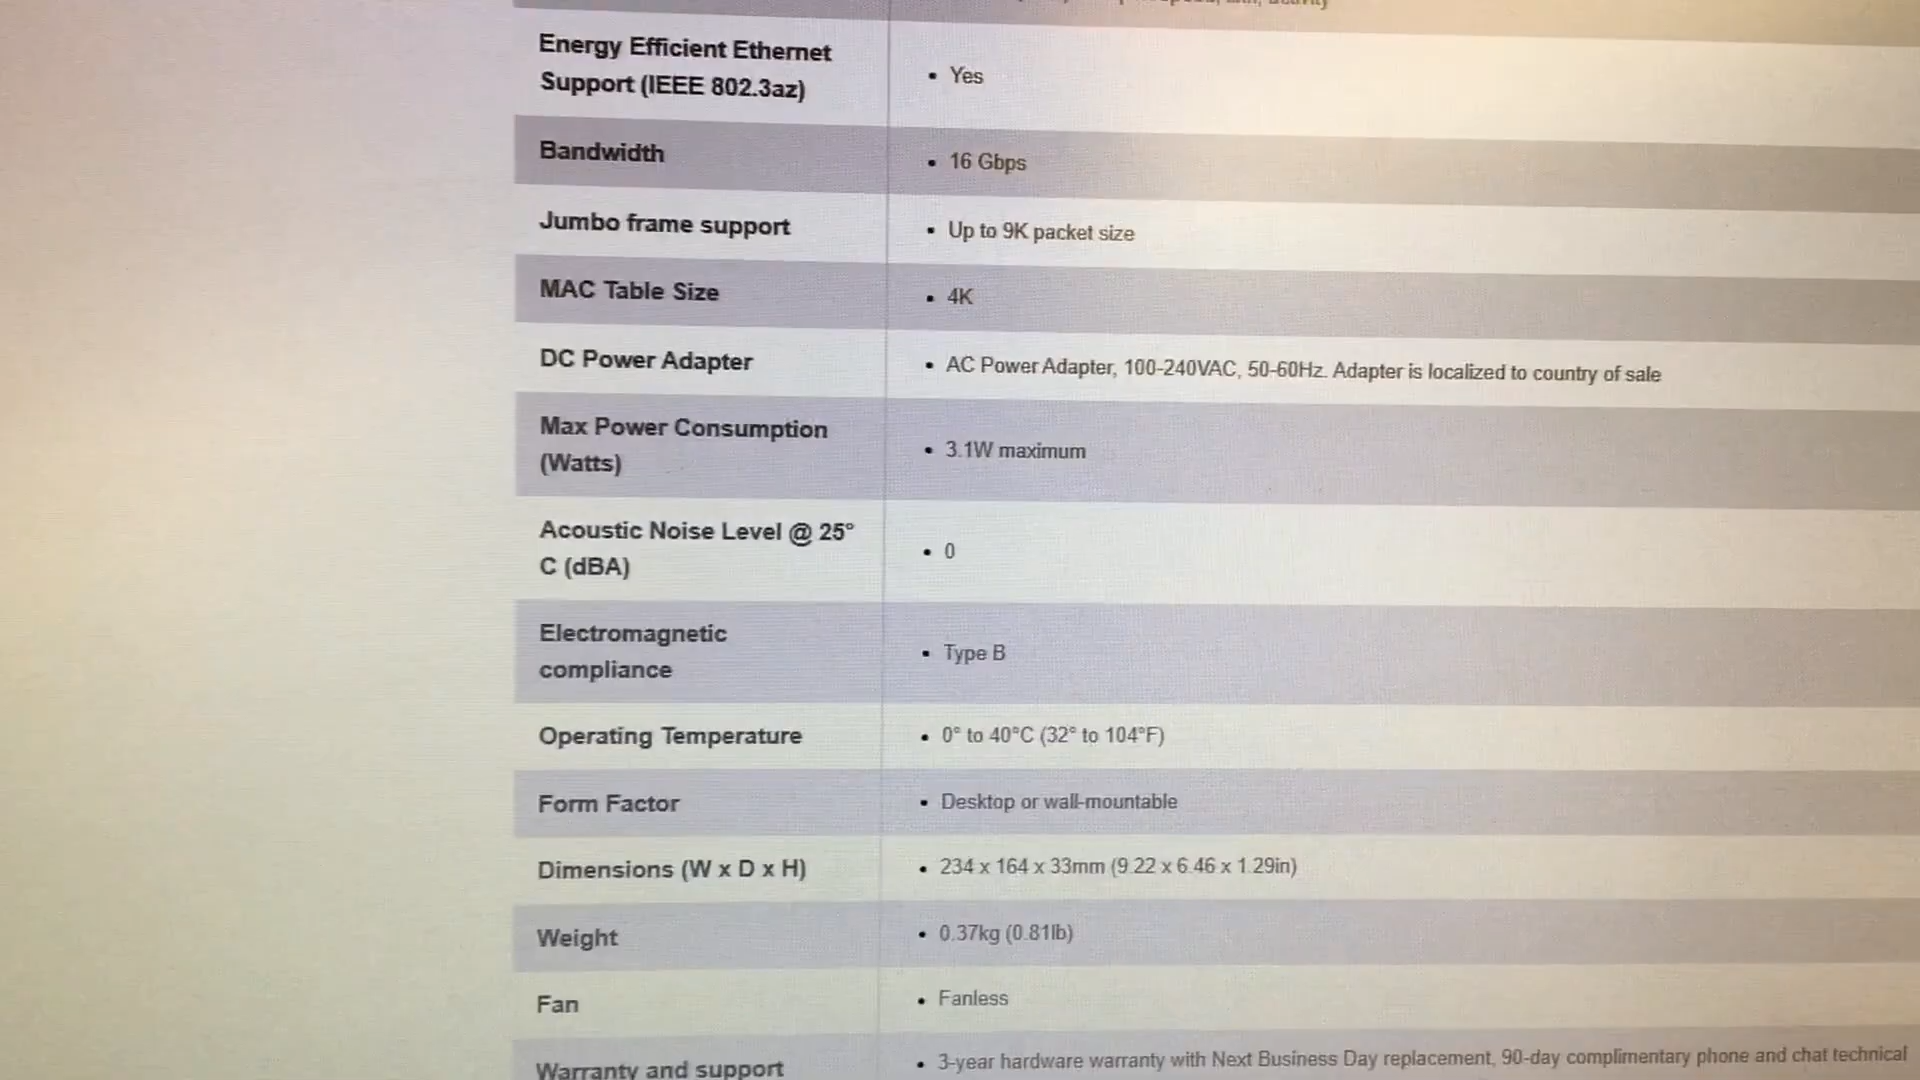 Energy Efficient Ethernet
Support (IEEE 802.3az)
• Yes
Bandwidth
• 16 Gbps
Jumbo frame support
• Up to 9K packet size
MAC Table Size
• 4K
DC Power Adapter
• AC Power Adapter, 100-240VAC, 50-60Hz. Adapter is localized to country of sale
Max Power Consumption
(Watts)
• 3.1W maximum
Acoustic Noise Level @ 25°
C (dBA)
• 0
Electromagnetic
compliance
• Type B
Operating Temperature
• 0° to 40°C (32° to 104°F)
Form Factor
• Desktop or wall-mountable
Dimensions (W x D x H)
• 234 x 164 x 33mm (9.22 x 6.46 x 1.29in)
Weight
• 0.37kg (0.81lb)
Fan
• Fanless
Warranty and support
• 3-year hardware warranty with Next Business Day replacement, 90-day complimentary phone and chat technical